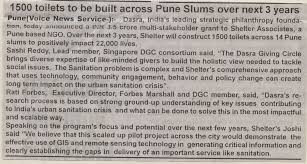 1500 toilets to be built across Pune Slums over next 3 years
Pune(Voice News Service-)- Dasra, India's leading strategic philanthropy foundation, today announced a INR 3.5 crore multi-stakeholder grant to Shelter Associates, a
Pune based NGO. Over the next 3 years, Shelter will construct 1500 toilets across 14 Pune
slums to positively impact 22,000 lives.
Sashi Reddy, Lead member, Singapore DGC consortium said, "The Dasra Giving Circle
brings diverse expertise of like-minded givers to build the holistic view needed to tackle
social issues. The Sanitation problem is complex and Shelter's comprehensive approach
that uses technology, community engagement, behavior and policy change can create
long term impact on the urban sanitation crisis".
Rati Forbes, Executive Director, Forbes Marshall and DGC member, said, "Dasra's re-
search process is based on strong ground-up understanding of key issues contributing
to India's urban sanitation crises and what can be done to solve this in the most impactful
and scalable way.
Speaking on the program's focus and potential over the next few years, Shelter's Joshi
said "We believe that this scaled up pilot project across the city would demonstrate the
effective use of GIS and remote sensing technology in generating critical information and
clearly establishing the gaps in delivery of an important service like sanitation